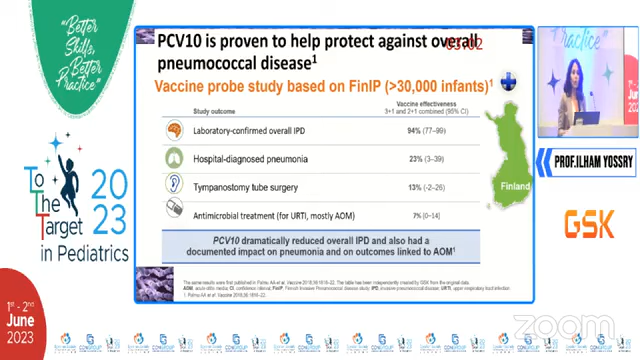 "Better
Skills,
Better
Practice"
To
The
Target
20
23
in Pediatrics
1st - 2nd
June
2023
PCV10 is proven to help protect against overall
pneumococcal disease1
03:02
Vaccine probe study based on FinIP (>30,000 infants)1
Study outcome
Vaccine effectiveness
3+1 and 2+1 combined (95% CI)
Laboratory-confirmed overall IPD
94% (77–99)
Hospital-diagnosed pneumonia
23% (3–39)
Tympanostomy tube surgery
13% (-2–26)
Antimicrobial treatment (for URTI, mostly AOM)
7% (0–14)
Finland
PCV10 dramatically reduced overall IPD and also had a
documented impact on pneumonia and on outcomes linked to AOM1
The same results were first published in Palmu AA et al. Vaccine 2018;36:1816–22. The table has been independently created by GSK from the original data.
AOM, acute otitis media; CI, confidence interval; FinIP, Finnish Invasive Pneumococcal disease study; IPD, invasive pneumococcal disease; URTI, upper respiratory tract infection
1. Palmu AA et al. Vaccine 2018;36:1816–22.
Practice"
PROF.ILHAM YOSSRY
GSK
zoom